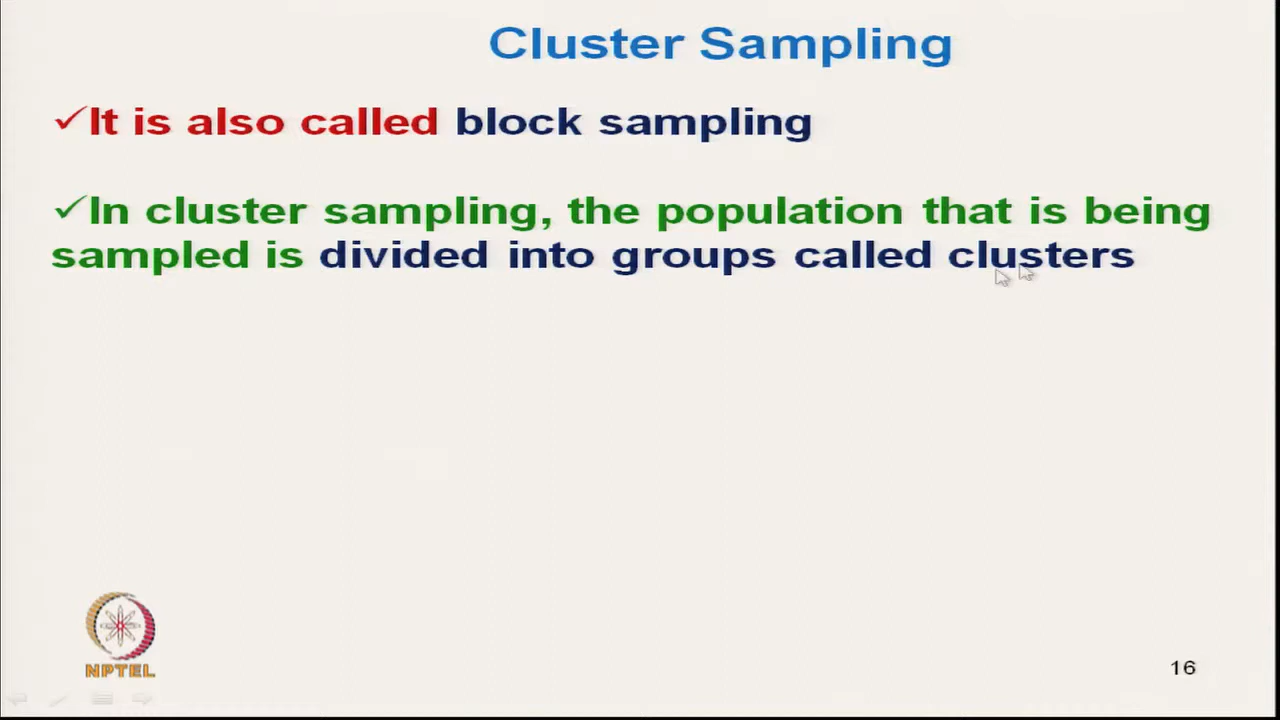 Cluster Sampling
✓It is also called block sampling
✓In cluster sampling, the population that is being
sampled is divided into groups called clusters
NPTEL
16